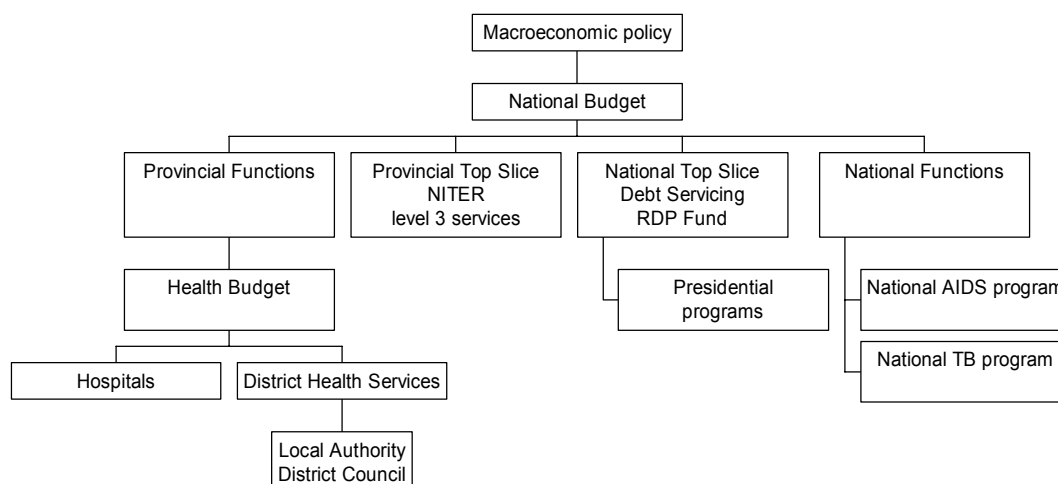 Macroeconomic policy
National Budget
Provincial Functions
Provincial Top Slice
NITER
level 3 services
National Top Slice
Debt Servicing
RDP Fund
National Functions
Health Budget
Presidential
programs
National AIDS program
National TB program
Hospitals
District Health Services
Local Authority
District Council